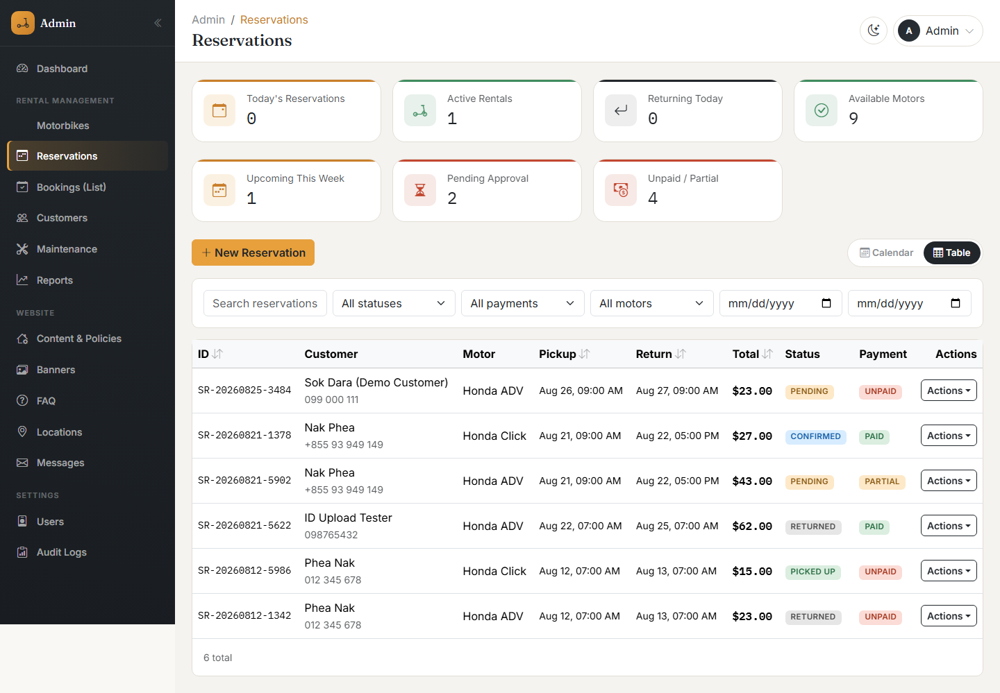 Admin
Dashboard
RENTAL MANAGEMENT
Motorbikes
Reservations
Bookings (List)
Customers
Maintenance
Reports
WEBSITE
Content & Policies
Banners
FAQ
Locations
Messages
SETTINGS
Users
Audit Logs
Admin / Reservations
Reservations
A Admin
Today's Reservations
0
Active Rentals
1
Returning Today
0
Available Motors
9
Upcoming This Week
1
Pending Approval
2
Unpaid / Partial
4
+ New Reservation
Calendar Table
Search reservations All statuses All payments All motors mm/dd/yyyy mm/dd/yyyy
ID Customer Motor Pickup Return Total Status Payment Actions
SR-20260825-3484 Sok Dara (Demo Customer) Honda ADV Aug 26, 09:00 AM Aug 27, 09:00 AM $23.00 PENDING UNPAID Actions
099 000 111
SR-20260821-1378 Nak Phea Honda Click Aug 21, 09:00 AM Aug 22, 05:00 PM $27.00 CONFIRMED PAID Actions
+855 93 949 149
SR-20260821-5902 Nak Phea Honda ADV Aug 21, 09:00 AM Aug 22, 05:00 PM $43.00 PENDING PARTIAL Actions
+855 93 949 149
SR-20260821-5622 ID Upload Tester Honda ADV Aug 22, 07:00 AM Aug 25, 07:00 AM $62.00 RETURNED PAID Actions
098765432
SR-20260812-5986 Phea Nak Honda Click Aug 12, 07:00 AM Aug 13, 07:00 AM $15.00 PICKED UP UNPAID Actions
012 345 678
SR-20260812-1342 Phea Nak Honda ADV Aug 12, 07:00 AM Aug 13, 07:00 AM $23.00 RETURNED UNPAID Actions
012 345 678
6 total